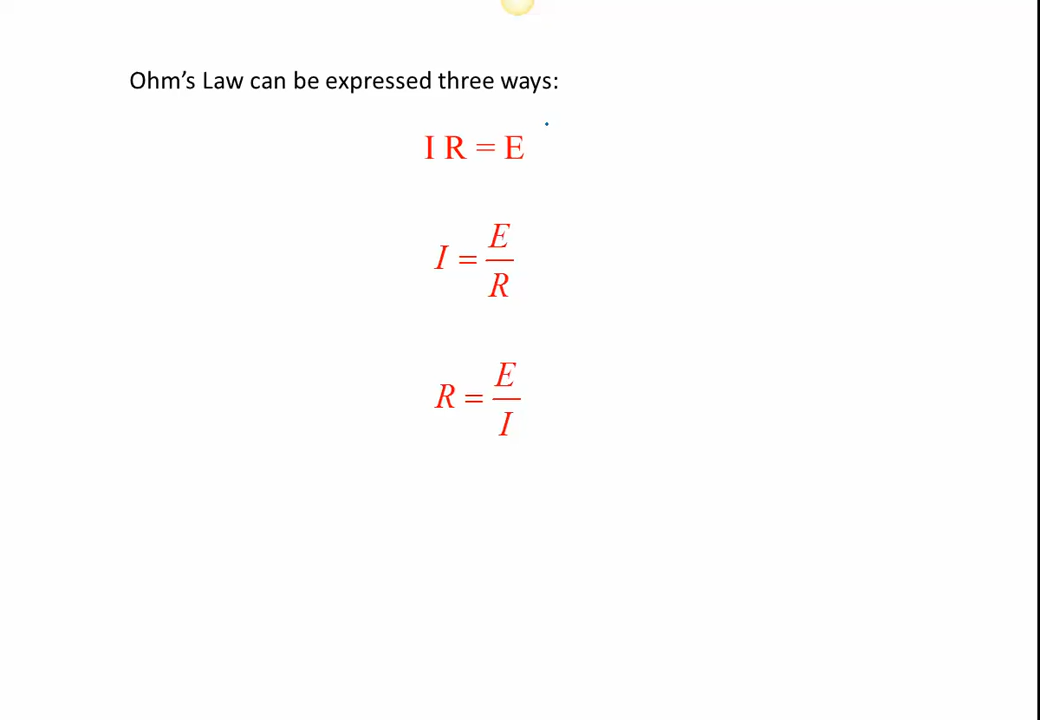 Ohm’s Law can be expressed three ways:
I R = E
I = E/R
R = E/I